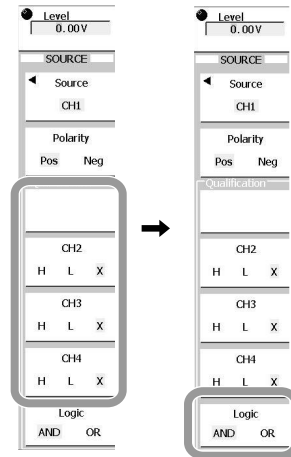 Level
0.00V
SOURCE
Source
CH1
Polarity
Pos Neg
CH2
H L X
CH3
H L X
CH4
H L X
Logic
AND OR
Level
0.00V
SOURCE
Source
CH1
Polarity
Pos Neg
Qualification
CH2
H L X
CH3
H L X
CH4
H L X
Logic
AND OR